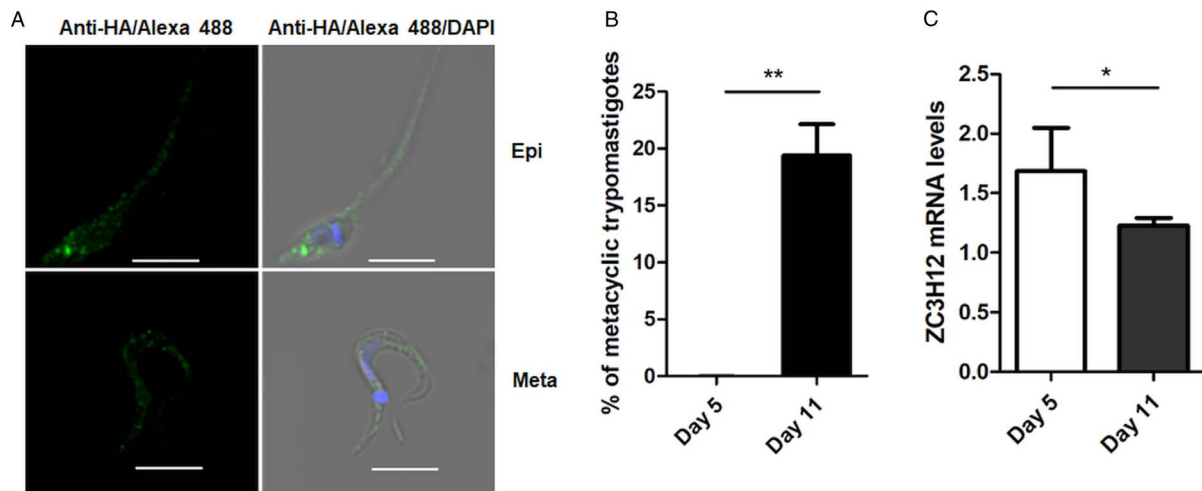 A
Anti-HA/Alexa 488
Anti-HA/Alexa 488/DAPI
Epi
Meta
B
% of metacyclic trypomastigotes
25
20
15
10
5
0
**
Day 5
Day 11
C
ZC3H12 mRNA levels
2.5
2.0
1.5
1.0
0.5
0.0
*
Day 5
Day 11